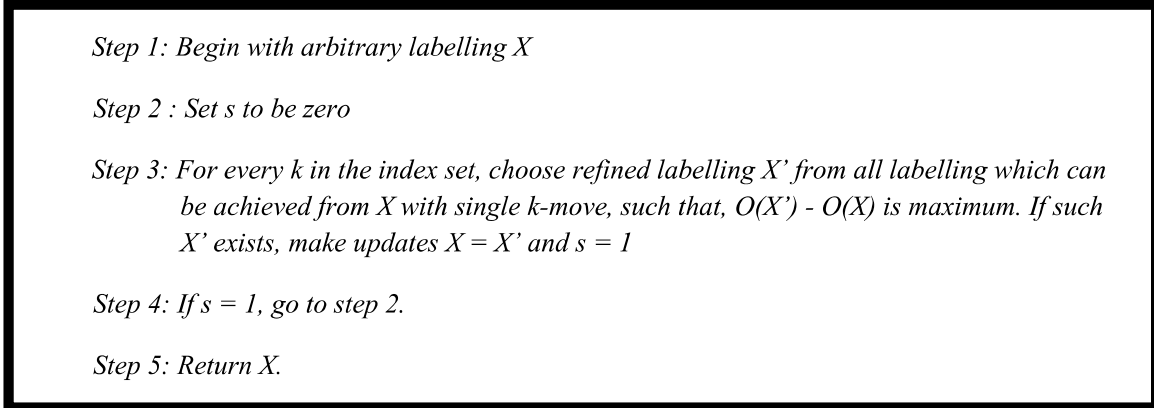 Step 1: Begin with arbitrary labelling X
Step 2 : Set s to be zero
Step 3: For every k in the index set, choose refined labelling X’ from all labelling which can
be achieved from X with single k-move, such that, O(X’) - O(X) is maximum. If such
X’ exists, make updates X = X’ and s = 1
Step 4: If s = 1, go to step 2.
Step 5: Return X.